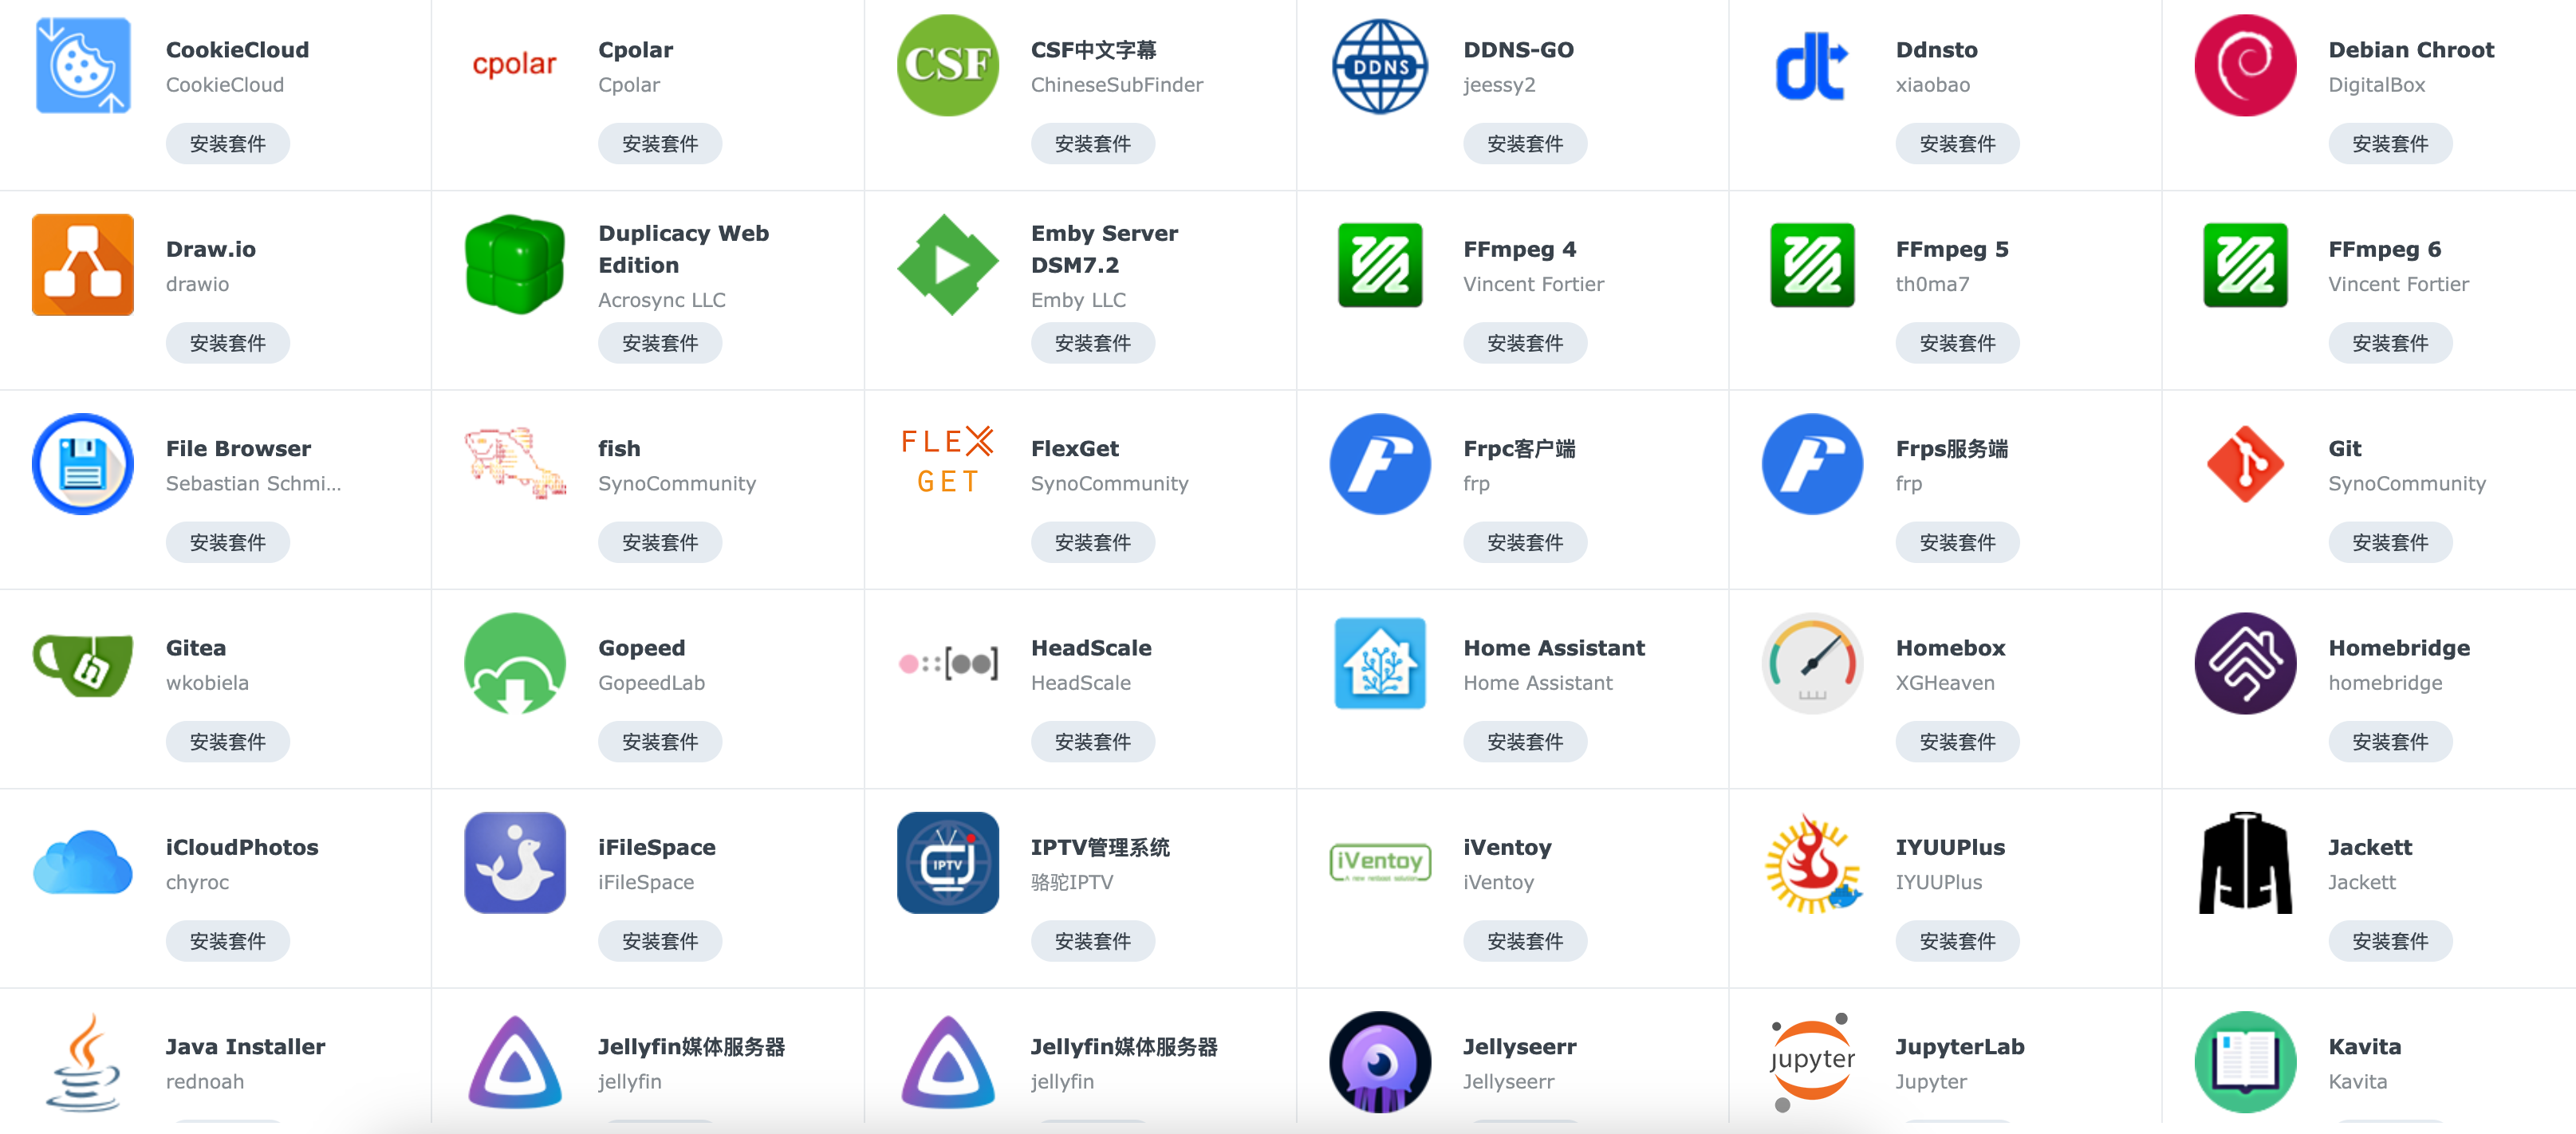 CookieCloud
CookieCloud
安装套件
cpolar
Cpolar
Cpolar
安装套件
CSF
CSF中文字幕
ChineseSubFinder
安装套件
DDNS
DDNS-GO
jeessy2
安装套件
Ddnsto
xiaobao
安装套件
Debian Chroot
DigitalBox
安装套件
Draw.io
drawio
安装套件
Duplicacy Web
Edition
Acrosync LLC
安装套件
Emby Server
DSM7.2
Emby LLC
安装套件
FFmpeg 4
Vincent Fortier
安装套件
FFmpeg 5
th0ma7
安装套件
FFmpeg 6
Vincent Fortier
安装套件
File Browser
Sebastian Schmi...
安装套件
fish
SynoCommunity
安装套件
FLEX
GET
FlexGet
SynoCommunity
安装套件
Frpc客户端
frp
安装套件
Frps服务端
frp
安装套件
Git
SynoCommunity
安装套件
Gitea
wkobiela
安装套件
Gopeed
GopeedLab
安装套件
HeadScale
HeadScale
安装套件
Home Assistant
Home Assistant
安装套件
Homebox
XGHeaven
安装套件
Homebridge
homebridge
安装套件
iCloudPhotos
chyroc
安装套件
iFileSpace
iFileSpace
安装套件
IPTV
IPTV管理系统
骆驼IPTV
安装套件
iVentoy
A new netboot solution
iVentoy
iVentoy
安装套件
IYUUPlus
IYUUPlus
安装套件
Jackett
Jackett
安装套件
Java Installer
rednoah
Jellyfin媒体服务器
jellyfin
Jellyfin媒体服务器
jellyfin
Jellyseerr
Jellyseerr
jupyter
JupyterLab
Jupyter
Kavita
Kavita